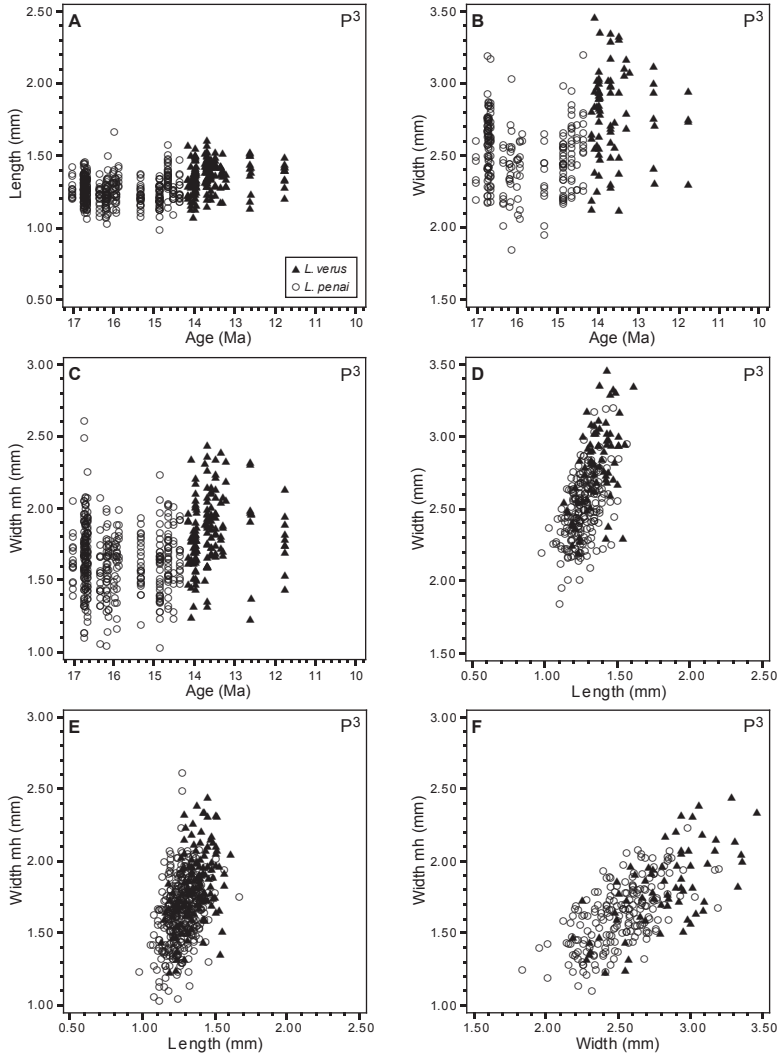 A
P3
2.50
2.00
1.50
1.00
0.50
Length (mm)
17 16 15 14 13 12 11 10
Age (Ma)
L. verus
L. penai
B
P3
3.50
3.00
2.50
2.00
1.50
Width (mm)
17 16 15 14 13 12 11 10
Age (Ma)
C
P3
3.00
2.50
2.00
1.50
1.00
Width mh (mm)
17 16 15 14 13 12 11 10
Age (Ma)
D
P3
3.50
3.00
2.50
2.00
1.50
Width (mm)
0.50 1.00 1.50 2.00 2.50
Length (mm)
E
P3
3.00
2.50
2.00
1.50
1.00
Width mh (mm)
0.50 1.00 1.50 2.00 2.50
Length (mm)
F
P3
3.00
2.50
2.00
1.50
1.00
Width mh (mm)
1.50 2.00 2.50 3.00 3.50
Width (mm)